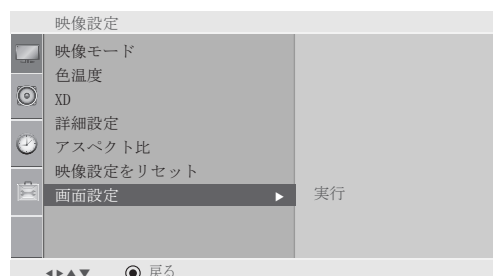 映像設定
映像モード
色温度
XD
詳細設定
アスペクト比
映像設定をリセット
画面設定 ▶ 実行
◀▶▲▼ ◉ 戻る